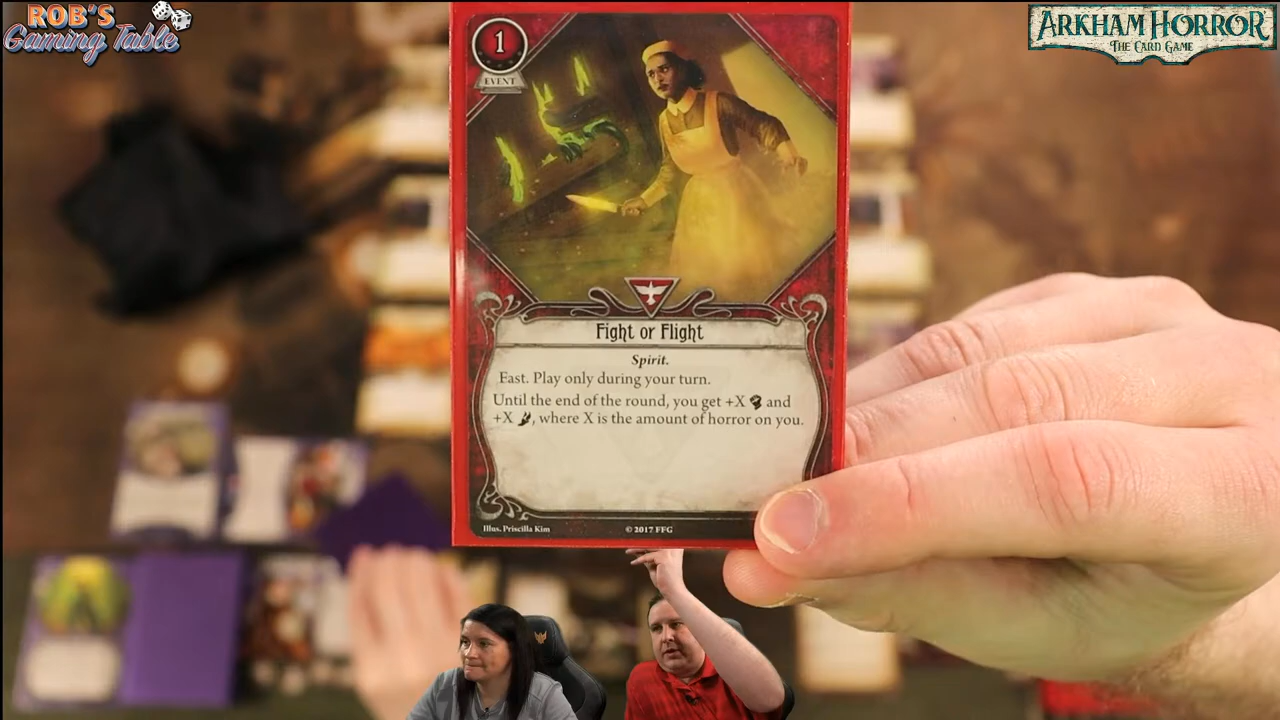 ROB'S
Gaming Table
ARKHAM HORROR
THE CARD GAME
1
EVENT
Fight or Flight
Spirit.
Fast. Play only during your turn.
Until the end of the round, you get +X and
+X , where X is the amount of horror on you.
Illus. Priscilla Kim © 2017 FFG